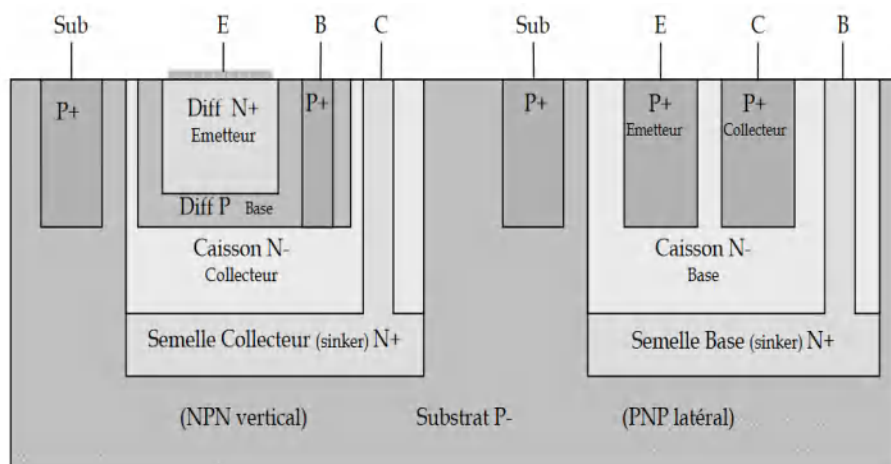 Sub E B C Sub E C B
P+ Diff N+ P+ P+ P+ P+
Emetteur Emetteur Collecteur
Diff P Base
Caisson N- Caisson N-
Collecteur Base
Semelle Collecteur (sinker) N+ Semelle Base (sinker) N+
(NPN vertical) Substrat P- (PNP latéral)